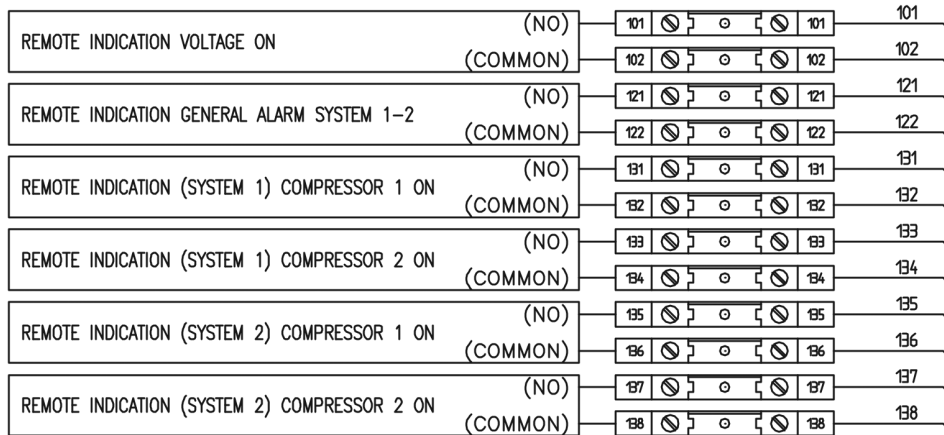 (NO) 101 101 101
REMOTE INDICATION VOLTAGE ON
(COMMON) 102 102 102
(NO) 121 121 121
REMOTE INDICATION GENERAL ALARM SYSTEM 1-2
(COMMON) 122 122 122
(NO) 131 131 131
REMOTE INDICATION (SYSTEM 1) COMPRESSOR 1 ON
(COMMON) 132 132 132
(NO) 133 133 133
REMOTE INDICATION (SYSTEM 1) COMPRESSOR 2 ON
(COMMON) 134 134 134
(NO) 135 135 135
REMOTE INDICATION (SYSTEM 2) COMPRESSOR 1 ON
(COMMON) 136 136 136
(NO) 137 137 137
REMOTE INDICATION (SYSTEM 2) COMPRESSOR 2 ON
(COMMON) 138 138 138